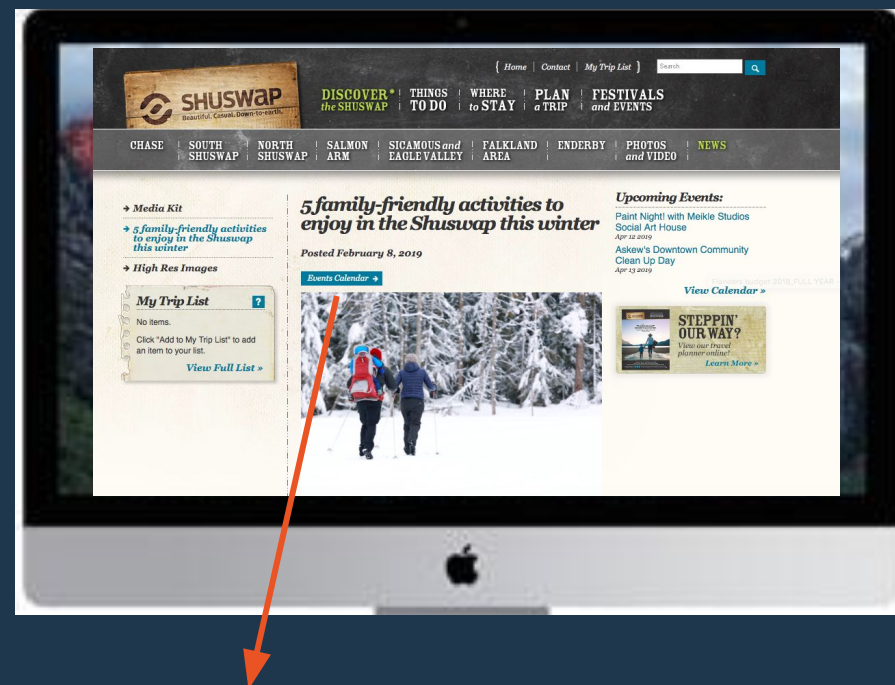 { Home | Contact | My Trip List }
Search
SHUSWAP
Beautiful. Casual. Down-to-earth.
DISCOVER*
the SHUSWAP
THINGS
TO DO
WHERE
to STAY
PLAN
a TRIP
FESTIVALS
and EVENTS
CHASE
SOUTH
SHUSWAP
NORTH
SHUSWAP
SALMON
ARM
SICAMOUS and
EAGLE VALLEY
FALKLAND
AREA
ENDERBY
PHOTOS
and VIDEO
NEWS
→ Media Kit
→ 5 family-friendly activities
to enjoy in the Shuswap
this winter
→ High Res Images
My Trip List
?
No items.
Click "Add to My Trip List" to add
an item to your list.
View Full List »
5 family-friendly activities to
enjoy in the Shuswap this winter
Posted February 8, 2019
Events Calendar →
Upcoming Events:
Paint Night! with Meikle Studios
Social Art House
Apr 12 2019
Askew's Downtown Community
Clean Up Day
Apr 13 2019
View Calendar »
STEPPIN'
OUR WAY?
View our travel
planner online!
Learn More »